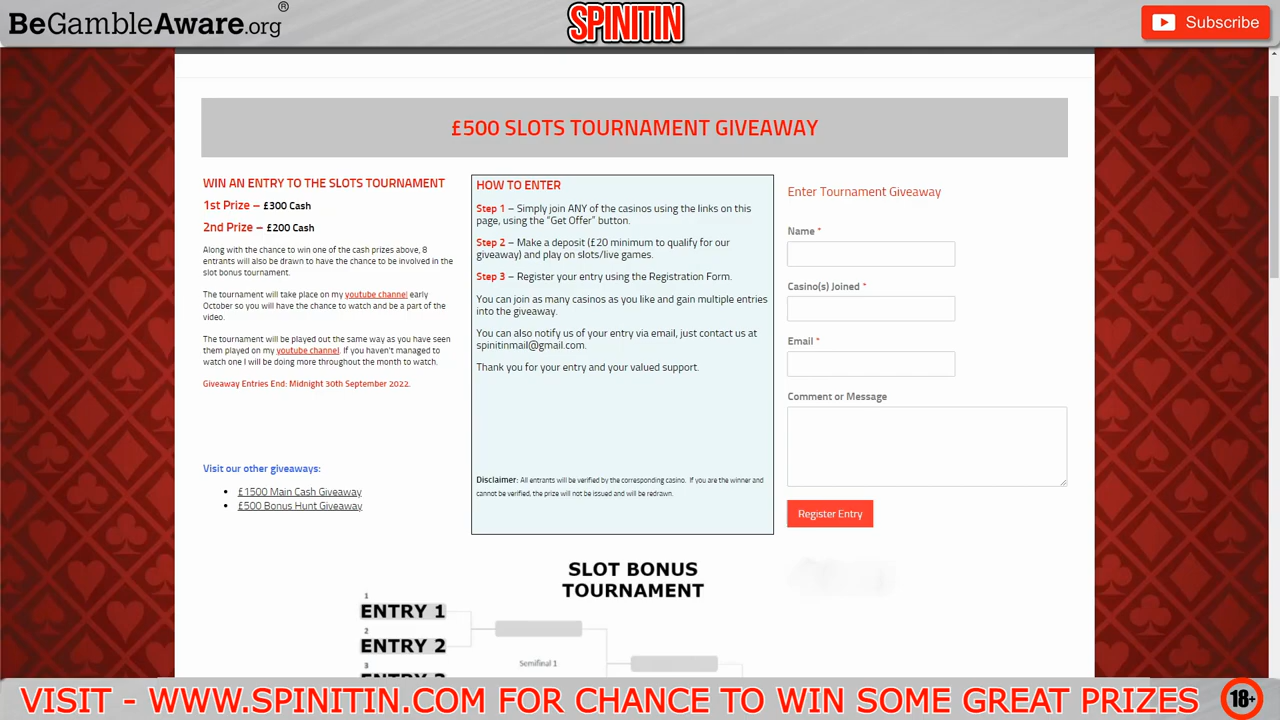 BeGambleAware.org®
SPINITIN
Subscribe
£500 SLOTS TOURNAMENT GIVEAWAY
WIN AN ENTRY TO THE SLOTS TOURNAMENT
1st Prize – £300 Cash
2nd Prize – £200 Cash
Along with the chance to win one of the cash prizes above, 8
entrants will also be drawn to have the chance to be involved in the
slot bonus tournament.
The tournament will take place on my youtube channel early
October so you will have the chance to watch and be a part of the
video.
The tournament will be played out the same way as you have seen
them played on my youtube channel. If you haven't managed to
watch one I will be doing more throughout the month to watch.
Giveaway Entries End: Midnight 30th September 2022.
Visit our other giveaways:
• £1500 Main Cash Giveaway
• £500 Bonus Hunt Giveaway
HOW TO ENTER
Step 1 – Simply join ANY of the casinos using the links on this
page, using the "Get Offer" button.
Step 2 – Make a deposit (£20 minimum to qualify for our
giveaway) and play on slots/live games.
Step 3 – Register your entry using the Registration Form.
You can join as many casinos as you like and gain multiple entries
into the giveaway.
You can also notify us of your entry via email, just contact us at
spinitinmail@gmail.com.
Thank you for your entry and your valued support.
Disclaimer: All entrants will be verified by the corresponding casino. If you are the winner and
cannot be verified, the prize will not be issued and will be redrawn.
Enter Tournament Giveaway
Name *
Casino(s) Joined *
Email *
Comment or Message
Register Entry
SLOT BONUS
TOURNAMENT
1
ENTRY 1
2
ENTRY 2
3
Semifinal 1
VISIT - WWW.SPINITIN.COM FOR CHANCE TO WIN SOME GREAT PRIZES
18+